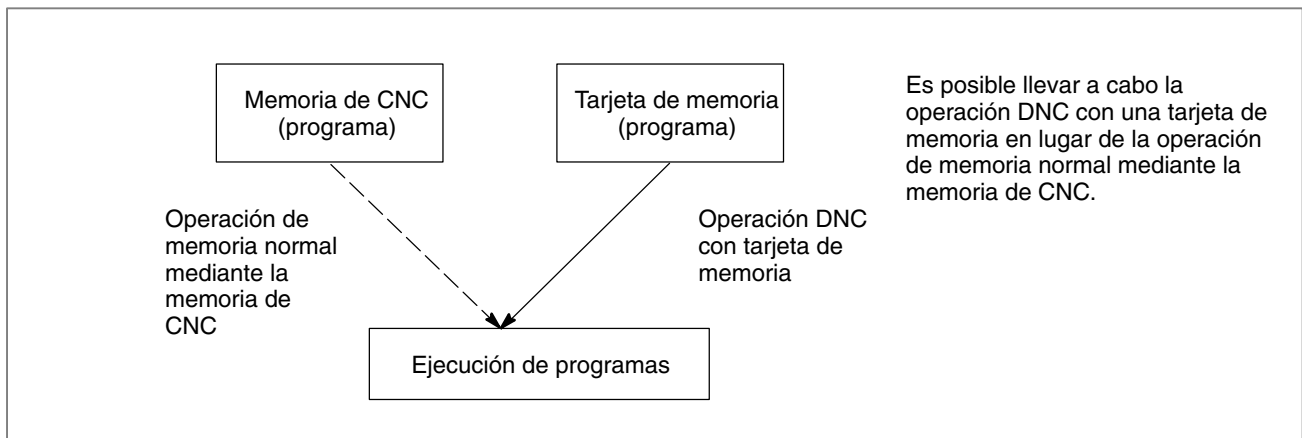 Memoria de CNC
(programa)
Tarjeta de memoria
(programa)
Es posible llevar a cabo la
operación DNC con una tarjeta de
memoria en lugar de la operación
de memoria normal mediante la
memoria de CNC.
Operación de
memoria normal
mediante la
memoria de
CNC
Operación DNC
con tarjeta de
memoria
Ejecución de programas